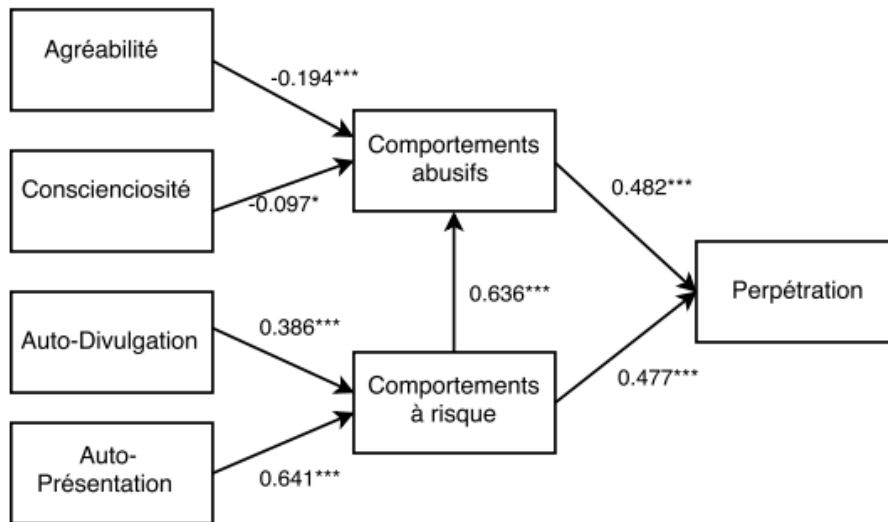 Agréabilité
-0.194***
Comportements
abusifs
Conscienciosité
-0.097*
0.482***
0.636***
Perpétration
Auto-Divulgation
0.386***
Comportements
à risque
0.477***
Auto-
Présentation
0.641***